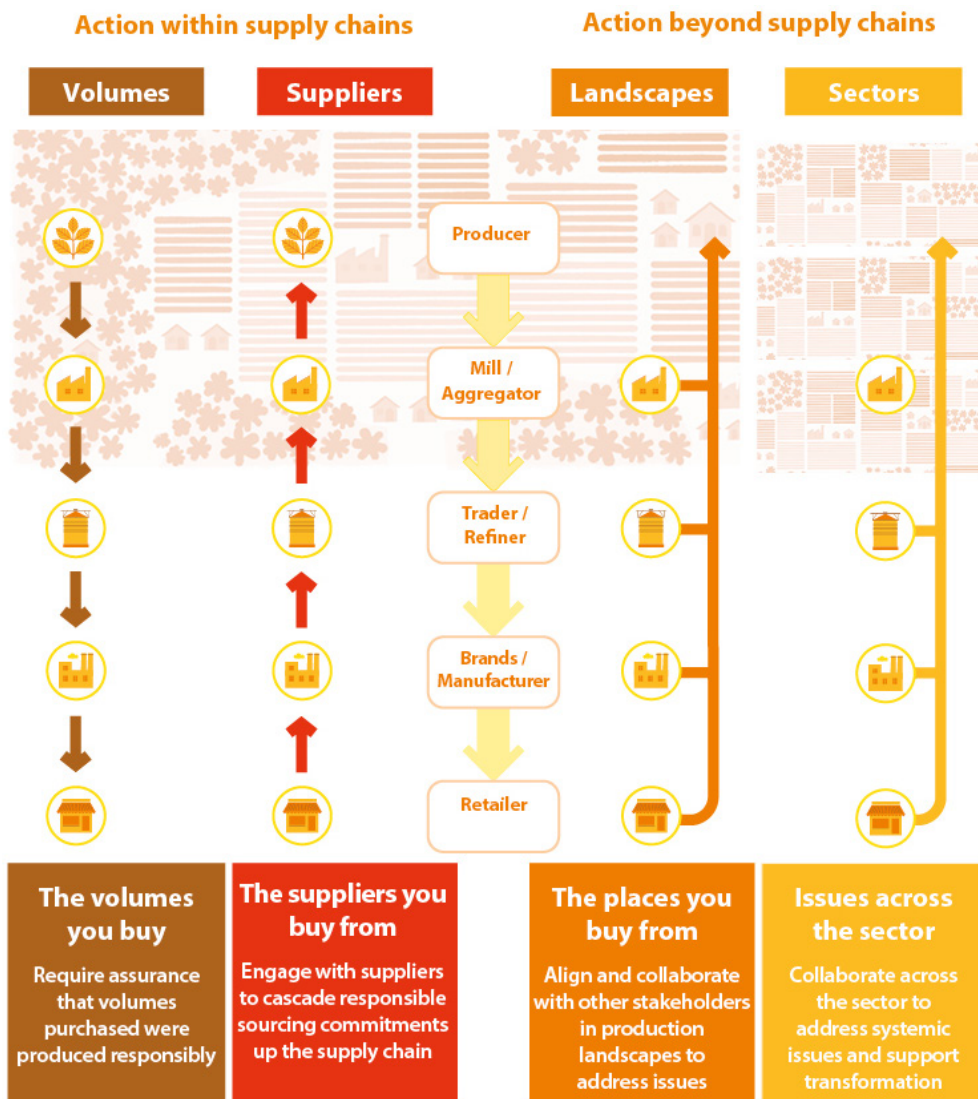 Action within supply chains
Action beyond supply chains
Volumes
Suppliers
Landscapes
Sectors
Producer
Mill /
Aggregator
Trader /
Refiner
Brands /
Manufacturer
Retailer
The volumes
you buy
Require assurance
that volumes
purchased were
produced responsibly
The suppliers you
buy from
Engage with suppliers
to cascade responsible
sourcing commitments
up the supply chain
The places you
buy from
Align and collaborate
with other stakeholders
in production
landscapes to
address issues
Issues across
the sector
Collaborate across
the sector to
address systemic
issues and support
transformation